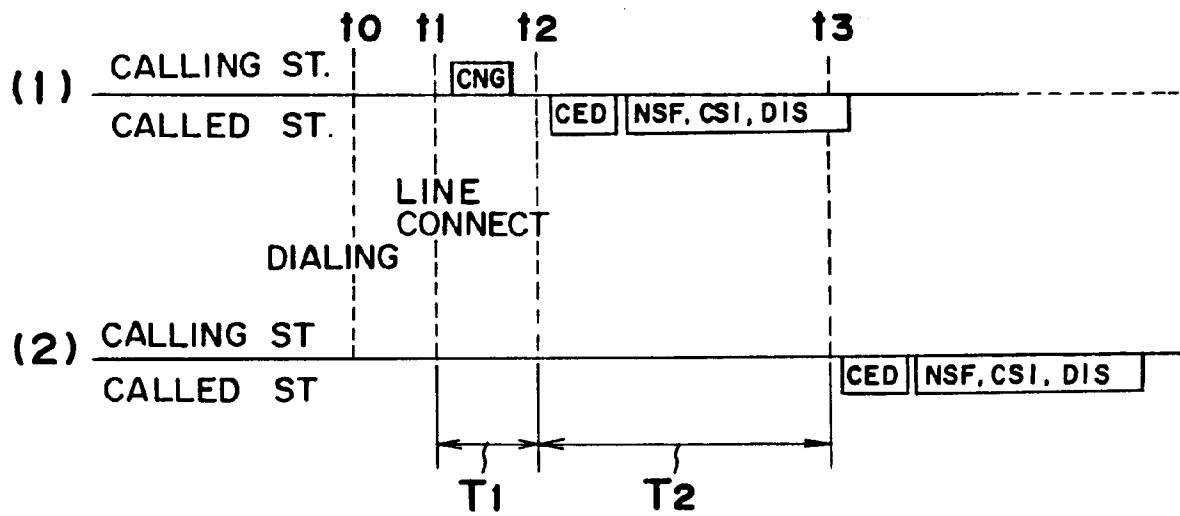 t0 t1 t2 t3
(1) CALLING ST.
CNG
CALLED ST.
CED NSF, CSI, DIS
LINE
CONNECT
DIALING
(2) CALLING ST
CALLED ST
CED NSF, CSI, DIS
T1 T2